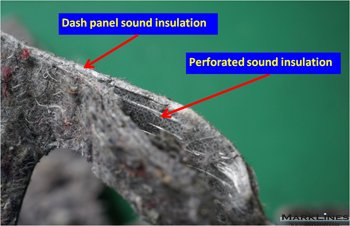 Dash panel sound insulation
Perforated sound insulation
MARKLINES